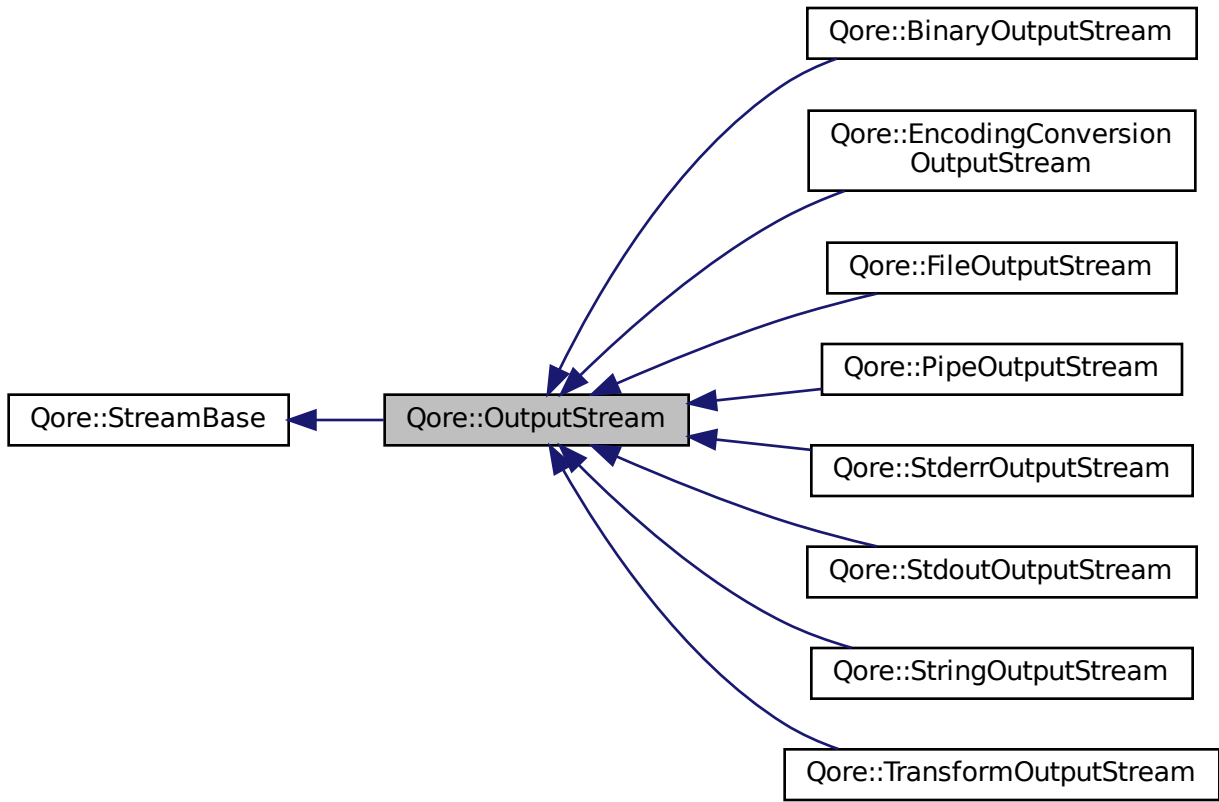 Qore::StreamBase
Qore::OutputStream
Qore::BinaryOutputStream
Qore::EncodingConversion
OutputStream
Qore::FileOutputStream
Qore::PipeOutputStream
Qore::StderrOutputStream
Qore::StdoutOutputStream
Qore::StringOutputStream
Qore::TransformOutputStream